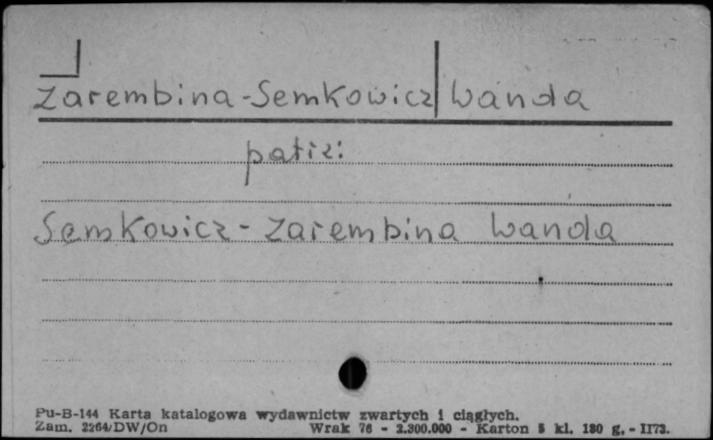 Zarembina-Semkowicz Wanda
patrz:
Semkowicz-Zarembina Wanda
Pu-B-144 Karta katalogowa wydawnictw zwartych i ciągłych.
Zam. 2264/DW/On Wrak 76 - 2.300.000 - Karton 5 kl. 180 g. - II73.